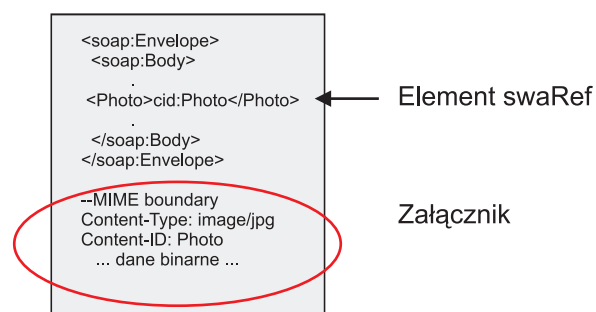 <soap:Envelope>
<soap:Body>
.
<Photo>cid:Photo</Photo>
Element swaRef
.
</soap:Body>
</soap:Envelope>
--MIME boundary
Content-Type: image/jpg
Załącznik
Content-ID: Photo
... dane binarne ...